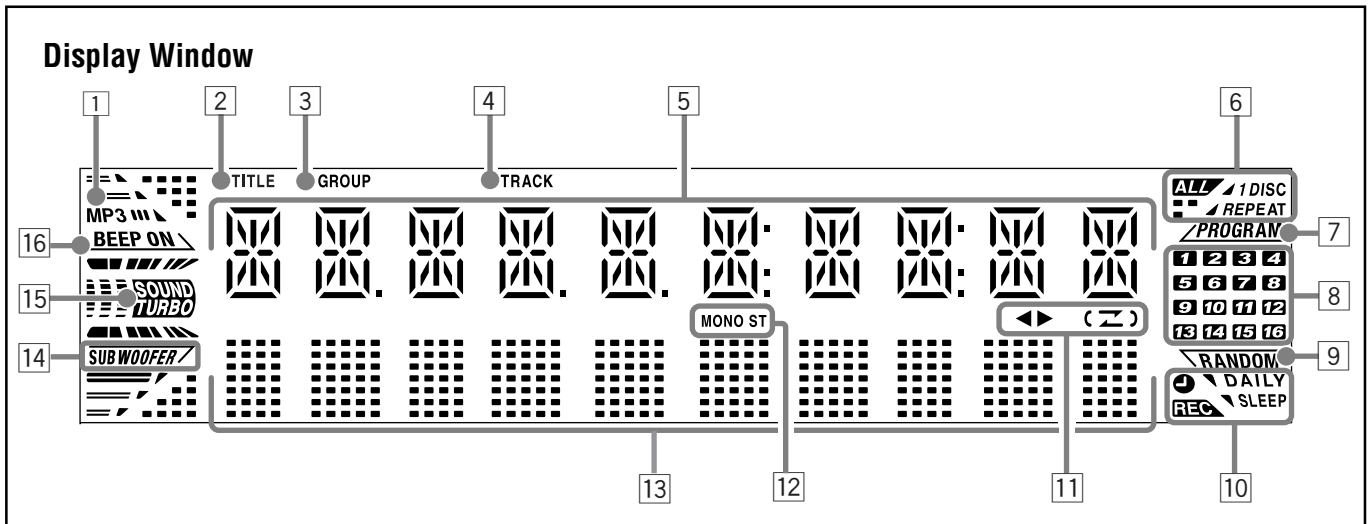 Display Window
1 2 3 4 5 6
TITLE GROUP TRACK
ALL 1 DISC
REPEAT
MP3
16 BEEP ON
PROGRAM 7
1 2 3 4
5 6 7 8
9 10 11 12
13 14 15 16
8
15 SOUND
TURBO
MONO ST
14 SUBWOOFER
RANDOM 9
DAILY
REC SLEEP
13 12 11 10